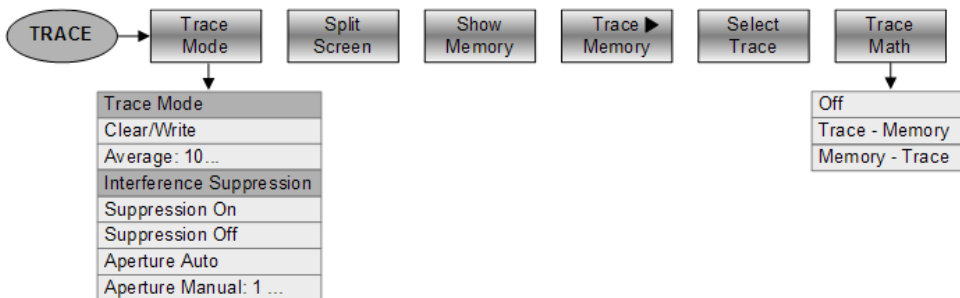 TRACE
Trace
Mode
Split
Screen
Show
Memory
Trace ▶
Memory
Select
Trace
Trace
Math
Trace Mode
Clear/Write
Average: 10...
Interference Suppression
Suppression On
Suppression Off
Aperture Auto
Aperture Manual: 1 ...
Off
Trace - Memory
Memory - Trace